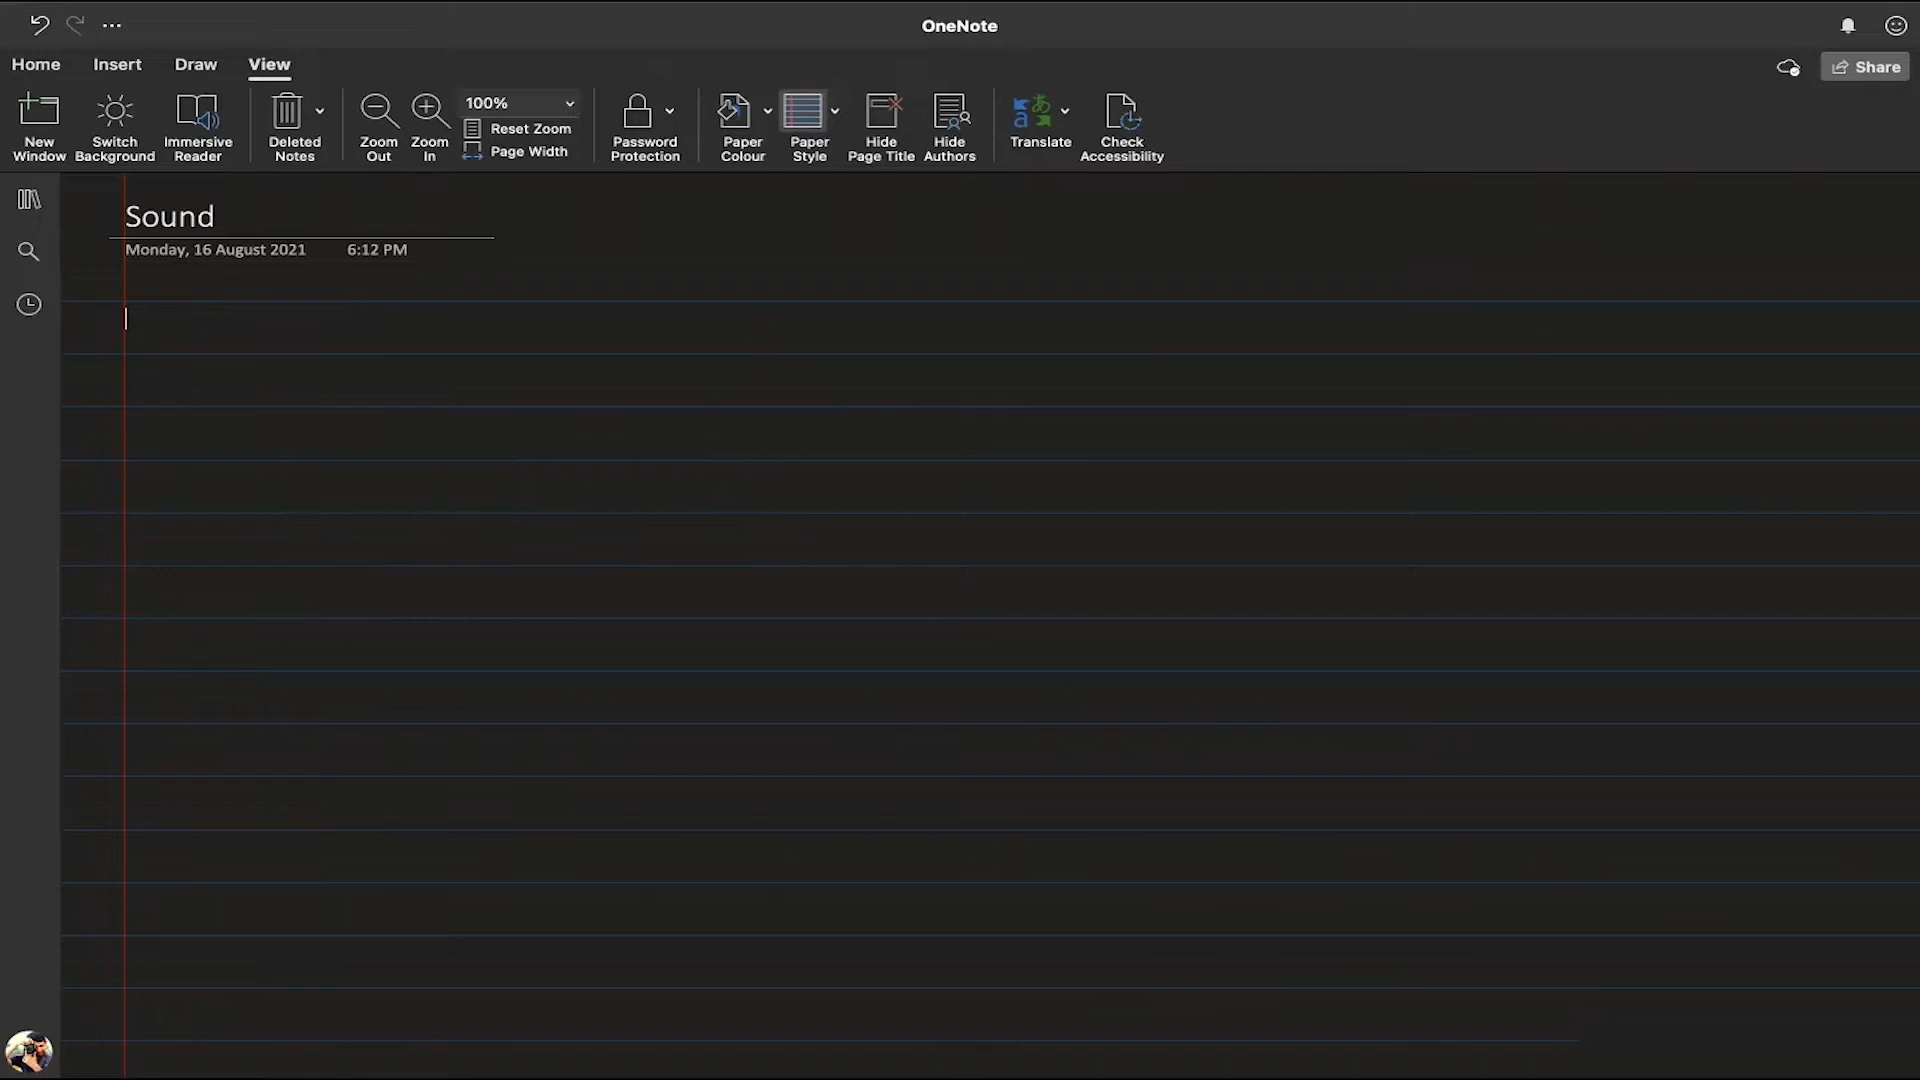 OneNote
Home Insert Draw View
Share
New Window
Switch Background
Immersive Reader
Deleted Notes
Zoom Out
Zoom In
100%
Reset Zoom
Page Width
Password Protection
Paper Colour
Paper Style
Hide Page Title
Hide Authors
Translate
Check Accessibility
Sound
Monday, 16 August 2021 6:12 PM